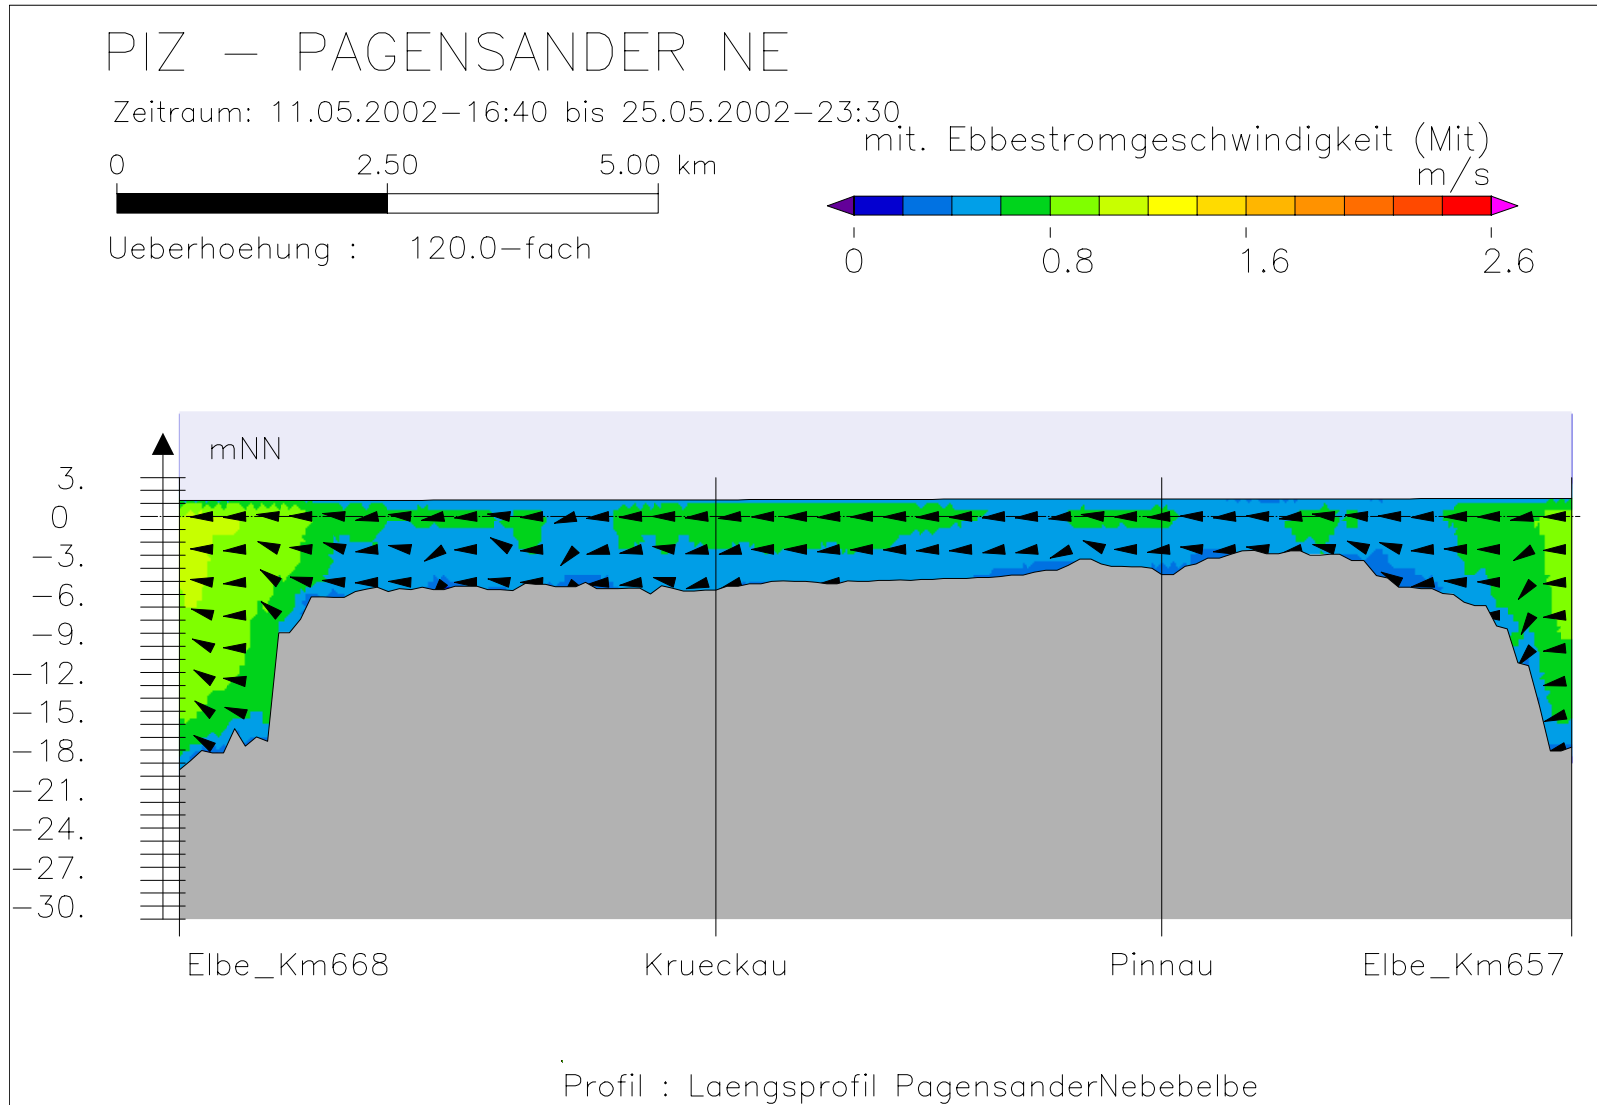 PIZ - PAGENSANDER NE
Zeitraum: 11.05.2002-16:40 bis 25.05.2002-23:30
mit. Ebbestromgeschwindigkeit (Mit)
m/s
0 2.50 5.00 km
Ueberhoehung : 120.0-fach
0 0.8 1.6 2.6
mNN
3.
0
-3.
-6.
-9.
-12.
-15.
-18.
-21.
-24.
-27.
-30.
Elbe_Km668 Krueckau Pinnau Elbe_Km657
Profil : Laengsprofil PagensanderNebebelbe